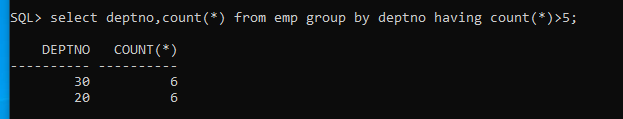 SQL> select deptno,count(*) from emp group by deptno having count(*)>5;
    DEPTNO   COUNT(*)
---------- ----------
        30          6
        20          6